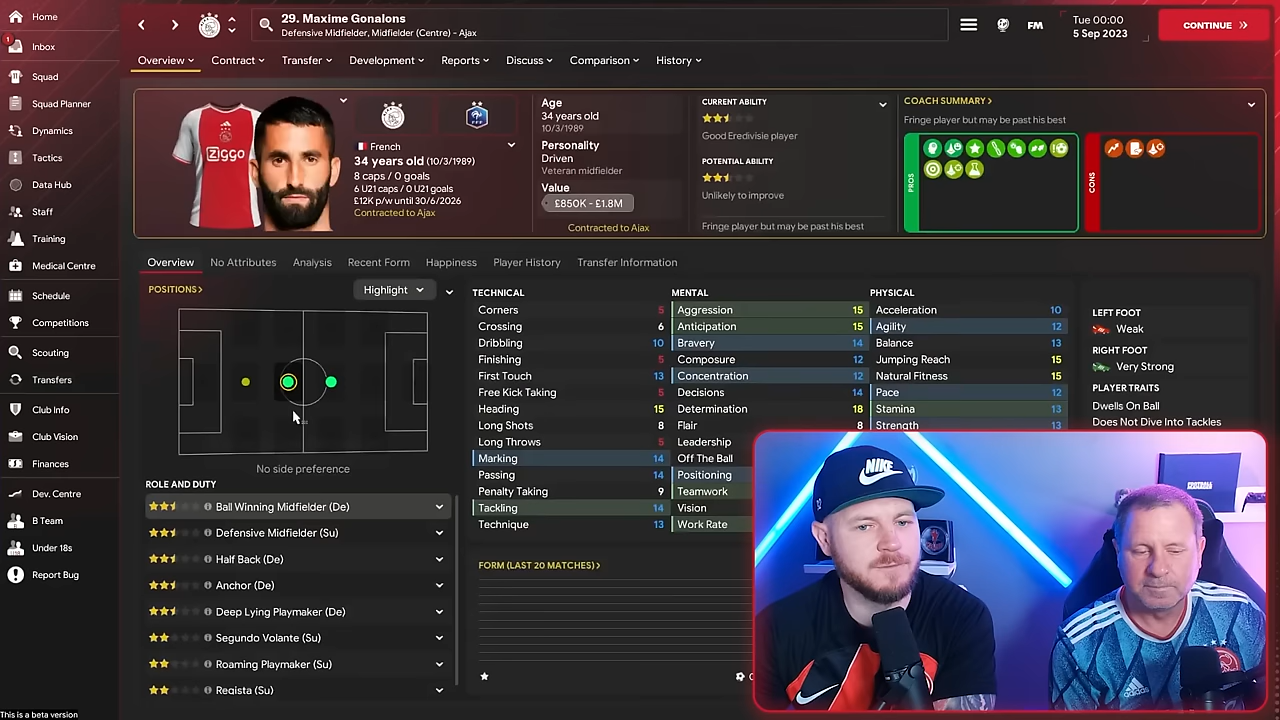 Home
1
Inbox
Squad
Squad Planner
Dynamics
Tactics
Data Hub
Staff
Training
Medical Centre
Schedule
Competitions
Scouting
Transfers
Club Info
Club Vision
Finances
Dev. Centre
B Team
Under 18s
Report Bug
This is a beta version
29. Maxime Gonalons
Defensive Midfielder, Midfielder (Centre) - Ajax
FM
Tue 00:00
5 Sep 2023
CONTINUE
Overview
Contract
Transfer
Development
Reports
Discuss
Comparison
History
ZIGGO
French
34 years old (10/3/1989)
8 caps / 0 goals
6 U21 caps / 0 U21 goals
£12K p/w until 30/6/2026
Contracted to Ajax
Age
34 years old
10/3/1989
Personality
Driven
Veteran midfielder
Value
£850K - £1.8M
Contracted to Ajax
CURRENT ABILITY
Good Eredivisie player
POTENTIAL ABILITY
Unlikely to improve
Fringe player but may be past his best
COACH SUMMARY >
Fringe player but may be past his best
PROS
CONS
Overview
No Attributes
Analysis
Recent Form
Happiness
Player History
Transfer Information
POSITIONS >
Highlight
No side preference
ROLE AND DUTY
Ball Winning Midfielder (De)
Defensive Midfielder (Su)
Half Back (De)
Anchor (De)
Deep Lying Playmaker (De)
Segundo Volante (Su)
Roaming Playmaker (Su)
Regista (Su)
TECHNICAL
Corners 5
Crossing 6
Dribbling 10
Finishing 5
First Touch 13
Free Kick Taking 5
Heading 15
Long Shots 8
Long Throws 5
Marking 14
Passing 14
Penalty Taking 9
Tackling 14
Technique 13
MENTAL
Aggression 15
Anticipation 15
Bravery 14
Composure 12
Concentration 12
Decisions 14
Determination 18
Flair 8
Leadership
Off The Ball
Positioning
Teamwork
Vision
Work Rate
PHYSICAL
Acceleration 10
Agility 12
Balance 13
Jumping Reach 15
Natural Fitness 15
Pace 12
Stamina 13
Strength 13
LEFT FOOT
Weak
RIGHT FOOT
Very Strong
PLAYER TRAITS
Dwells On Ball
Does Not Dive Into Tackles
FORM (LAST 20 MATCHES) >
NIKE
adidas